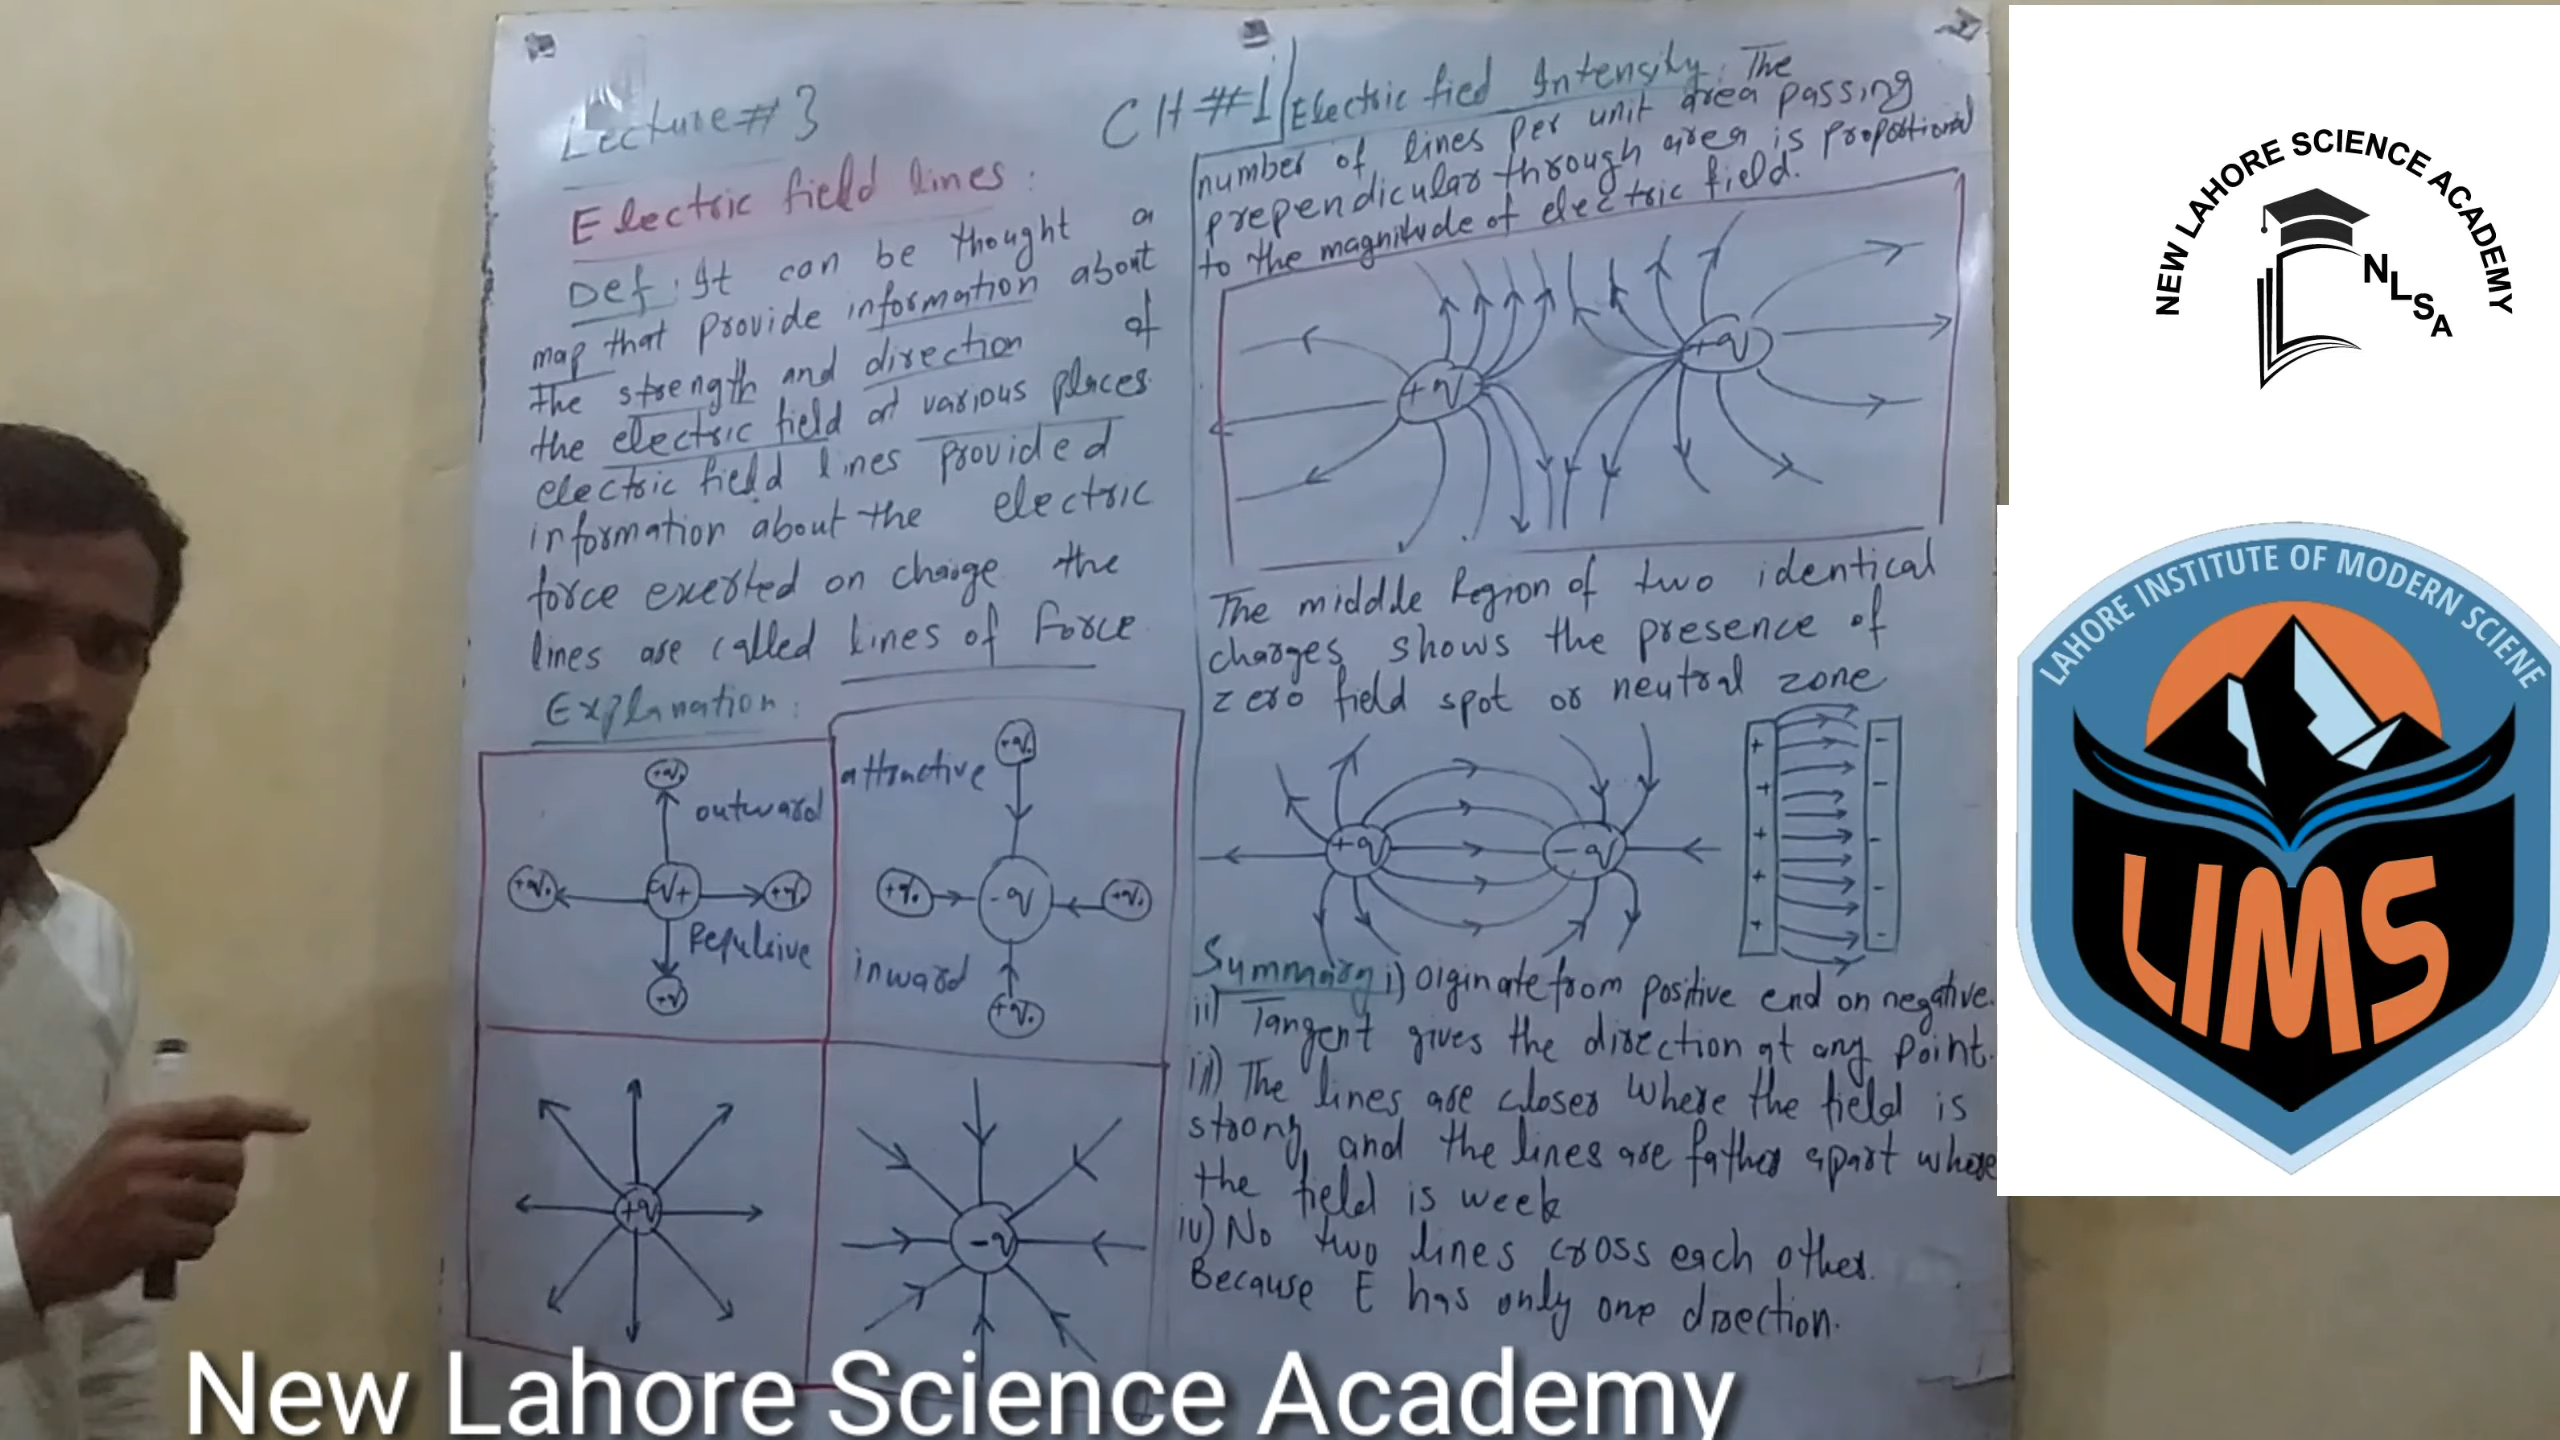 Lecture # 3
CH # 1
Electric field lines:
Def: It can be thought a
map that provide information about
the strength and direction of
the electric field at various places
electric field lines provided
information about the electric
force exerted on charge the
lines are called lines of Force
Explanation:
+q.
outward
+q.
q+
+q.
Repulsive
+q
attractive
+q.
+q.
-q
+q.
inward
+q.
+q
-q
Electric fied Intensity: The
number of lines per unit area passing
prependicular through area is proportional
to the magnitude of electric field.
+q
+q
The middle Region of two identical
charges shows the presence of
zero field spot or neutral zone
+q
-q
+ -
+ -
+ -
+ -
+ -
Summary i) Orginate from positive end on negative.
ii) Tangent gives the direction at any point.
iii) The lines are closer where the field is
strong and the lines are father apart where
the field is week
iv) No two lines cross each other.
Because E has only one direction.
New Lahore Science Academy
NEW LAHORE SCIENCE ACADEMY
NLSA
LAHORE INSTITUTE OF MODERN SCIENE
LIMS